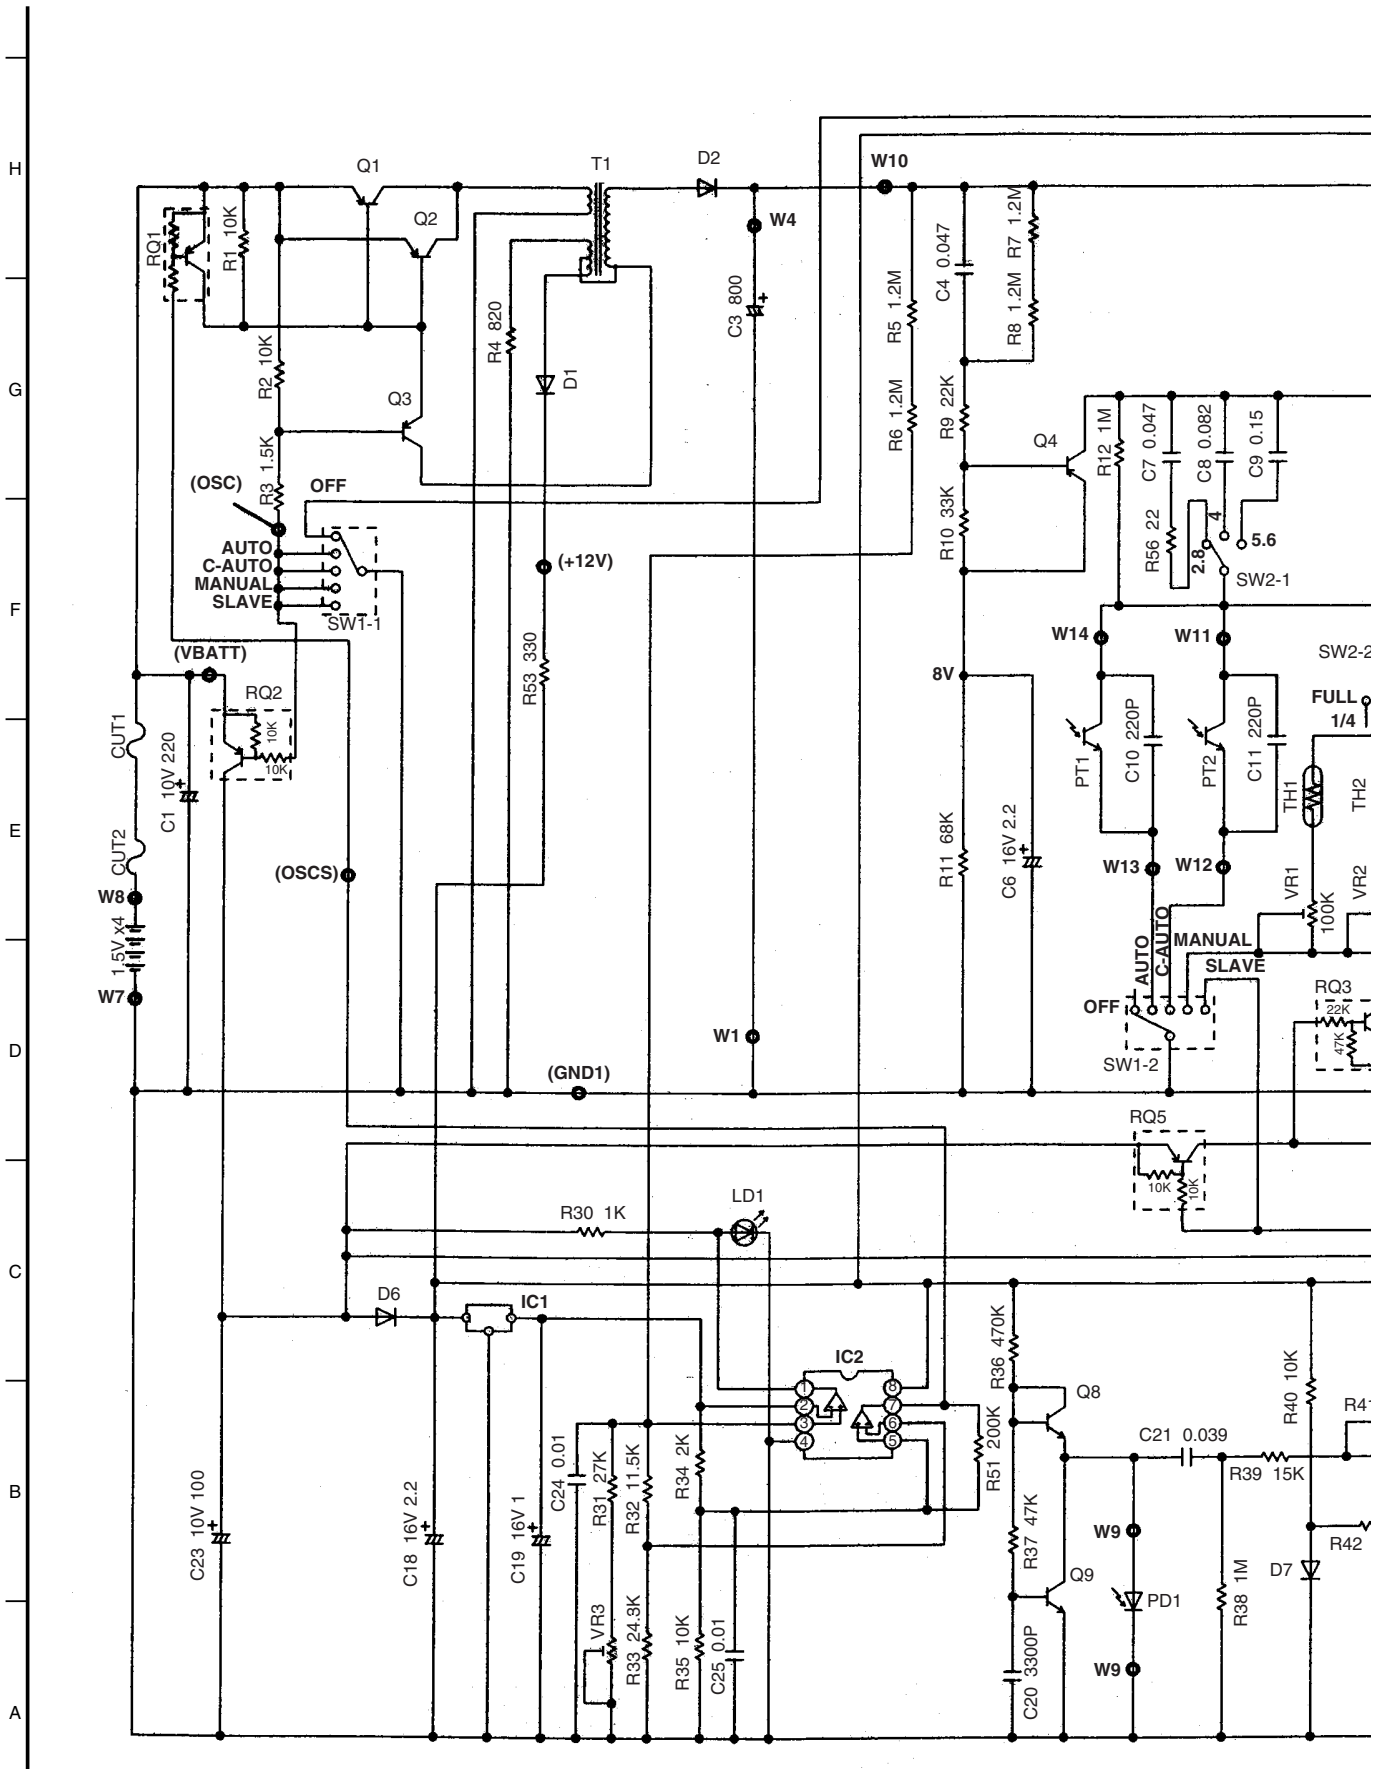 H
G
F
E
D
C
B
A
Q1
T1
D2
W10
RQ1
R1 10K
Q2
W4
C4 0.047
R7 1.2M
R8 1.2M
R4 820
C3 800
+
R5 1.2M
R2 10K
D1
Q3
R6 1.2M
R9 22K
Q4
R12 1M
C7 0.047
C8 0.082
C9 0.15
R3 1.5K
(OSC)
OFF
AUTO
C-AUTO
MANUAL
SLAVE
SW1-1
(+12V)
R10 33K
R56 22
2.8
4
5.6
SW2-1
(VBATT)
RQ2
10K
10K
R53 330
W14
W11
SW2-2
8V
FULL
1/4
CUT1
C1 10V 220
+
PT1
C10 220P
PT2
C11 220P
TH1
TH2
CUT2
(OSCS)
R11 68K
C6 16V 2.2
+
W13
W12
VR1
100K
VR2
W8
1.5V x4
W7
AUTO
C-AUTO
MANUAL
SLAVE
OFF
SW1-2
RQ3
22K
47K
W1
(GND1)
RQ5
10K
10K
R30 1K
LD1
D6
IC1
IC2
1
2
3
4
8
7
6
5
R36 470K
Q8
R40 10K
R41
C21 0.039
R39 15K
C23 10V 100
+
C18 16V 2.2
+
C19 16V 1
+
C24 0.01
R31 27K
R32 11.5K
R34 2K
R51 200K
R37 47K
W9
R42
D7
Q9
PD1
R38 1M
VR3
R33 24.3K
R35 10K
C25 0.01
C20 3300P
W9